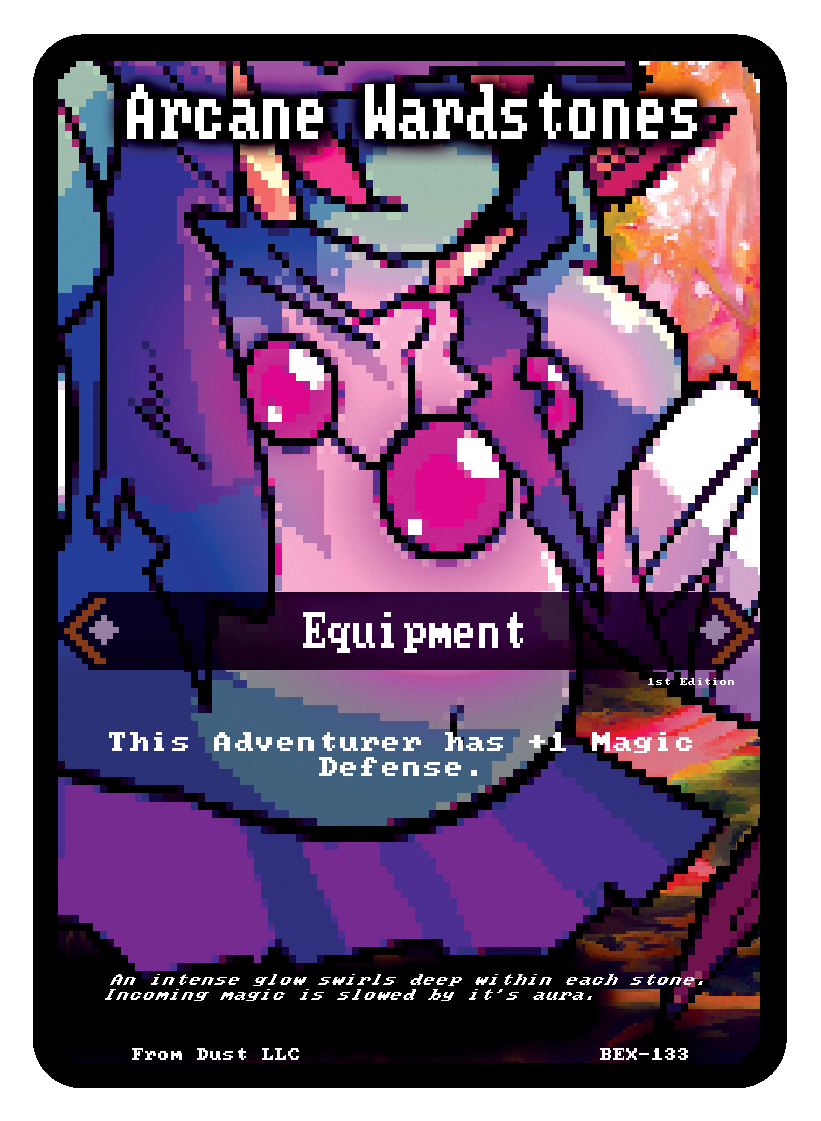 Arcane Wardstones
Equipment
1st Edition
This Adventurer has +1 Magic
Defense.
An intense glow swirls deep within each stone.
Incoming magic is slowed by it's aura.
From Dust LLC
BEX-133